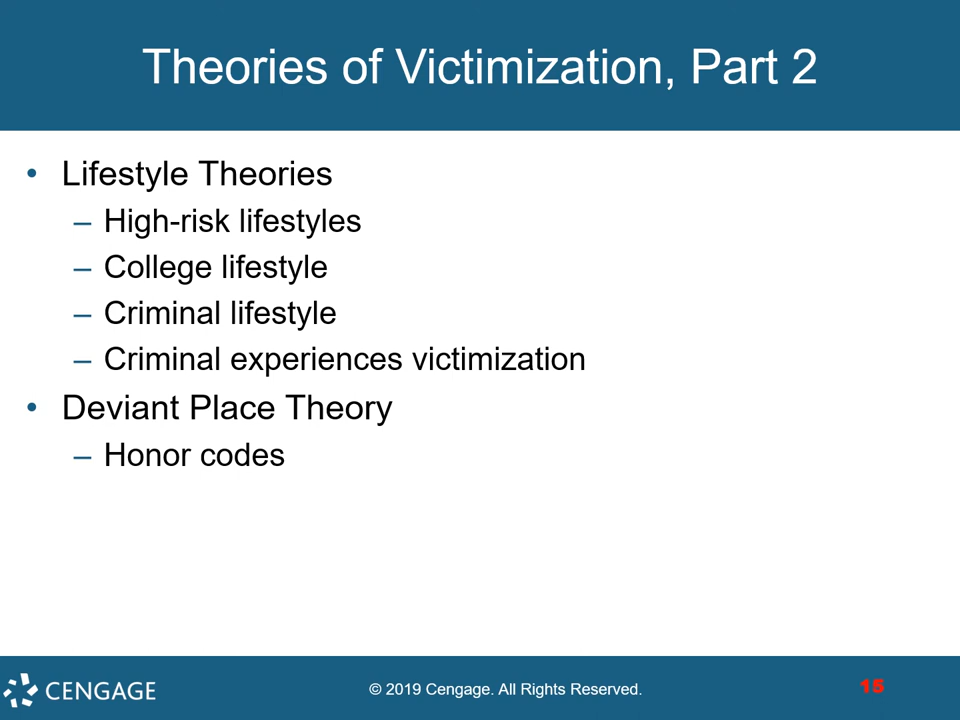 Theories of Victimization, Part 2
• Lifestyle Theories
– High-risk lifestyles
– College lifestyle
– Criminal lifestyle
– Criminal experiences victimization
• Deviant Place Theory
– Honor codes
CENGAGE
© 2019 Cengage. All Rights Reserved.
15